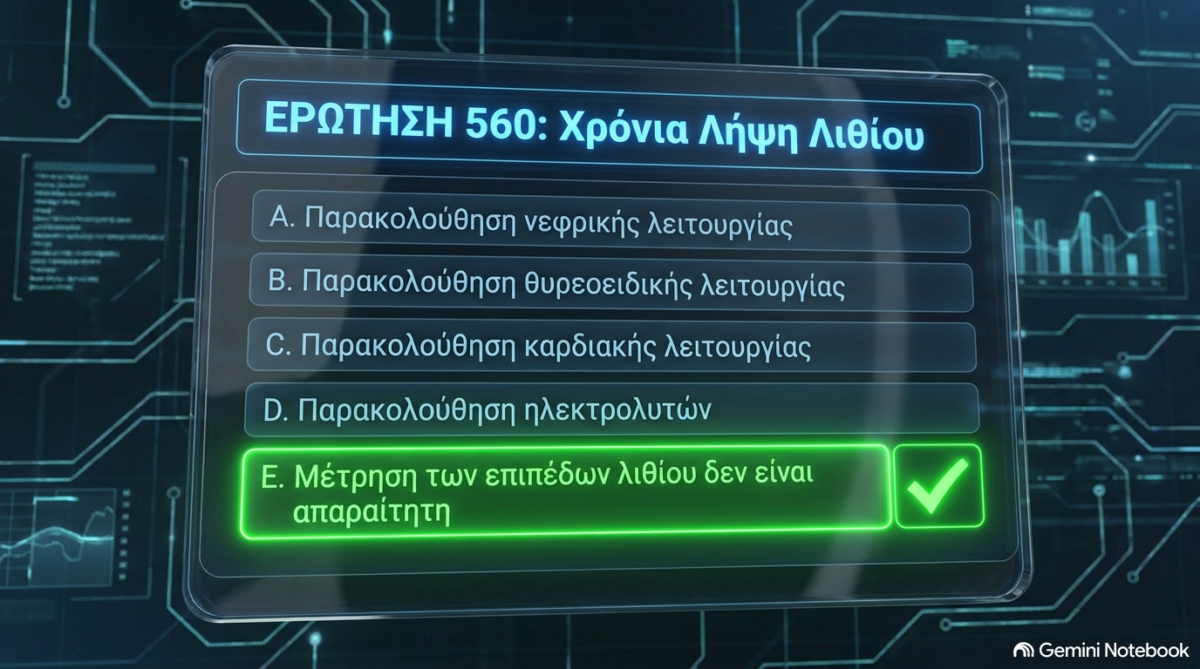 ΕΡΩΤΗΣΗ 560: Χρόνια Λήψη Λιθίου
A. Παρακολούθηση νεφρικής λειτουργίας
B. Παρακολούθηση θυρεοειδικής λειτουργίας
C. Παρακολούθηση καρδιακής λειτουργίας
D. Παρακολούθηση ηλεκτρολυτών
E. Μέτρηση των επιπέδων λιθίου δεν είναι
απαραίτητη
Gemini Notebook